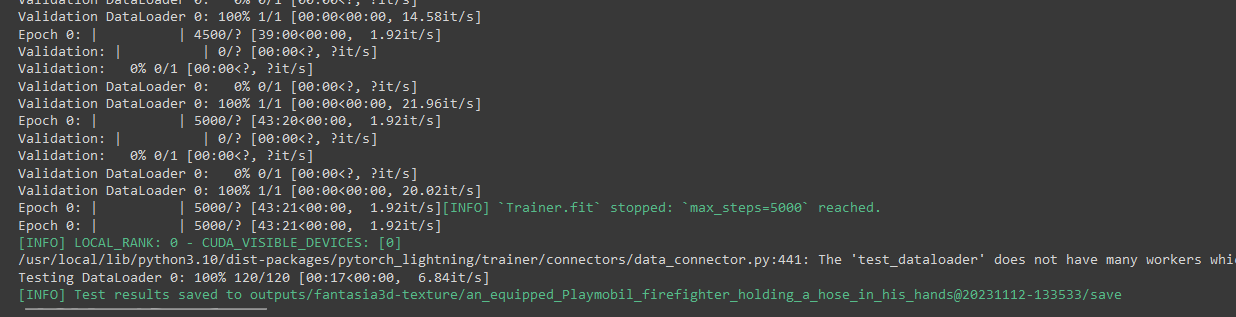 Validation DataLoader 0:   0% 0/1 [00:00<?, ?it/s]
Validation DataLoader 0: 100% 1/1 [00:00<00:00, 14.58it/s]
Epoch 0: |          | 4500/? [39:00<00:00,  1.92it/s]
Validation: |          | 0/? [00:00<?, ?it/s]
Validation:   0% 0/1 [00:00<?, ?it/s]
Validation DataLoader 0:   0% 0/1 [00:00<?, ?it/s]
Validation DataLoader 0: 100% 1/1 [00:00<00:00, 21.96it/s]
Epoch 0: |          | 5000/? [43:20<00:00,  1.92it/s]
Validation: |          | 0/? [00:00<?, ?it/s]
Validation:   0% 0/1 [00:00<?, ?it/s]
Validation DataLoader 0:   0% 0/1 [00:00<?, ?it/s]
Validation DataLoader 0: 100% 1/1 [00:00<00:00, 20.02it/s]
Epoch 0: |          | 5000/? [43:21<00:00,  1.92it/s][INFO] `Trainer.fit` stopped: `max_steps=5000` reached.
Epoch 0: |          | 5000/? [43:21<00:00,  1.92it/s]
[INFO] LOCAL_RANK: 0 - CUDA_VISIBLE_DEVICES: [0]
/usr/local/lib/python3.10/dist-packages/pytorch_lightning/trainer/connectors/data_connector.py:441: The 'test_dataloader' does not have many workers whi
Testing DataLoader 0: 100% 120/120 [00:17<00:00,  6.84it/s]
[INFO] Test results saved to outputs/fantasia3d-texture/an_equipped_Playmobil_firefighter_holding_a_hose_in_his_hands@20231112-133533/save